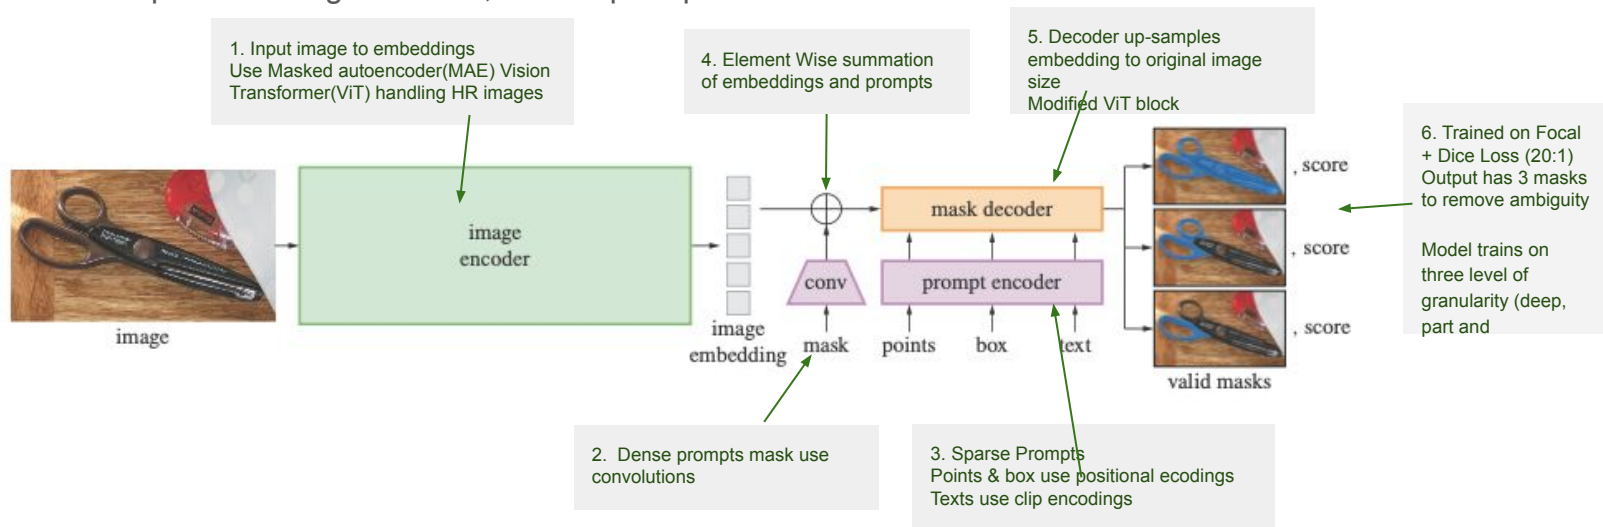 1. Input image to embeddings
Use Masked autoencoder(MAE) Vision
Transformer(ViT) handling HR images
4. Element Wise summation
of embeddings and prompts
5. Decoder up-samples
embedding to original image
size
Modified ViT block
6. Trained on Focal
+ Dice Loss (20:1)
Output has 3 masks
to remove ambiguity
Model trains on
three level of
granularity (deep,
part and
image
image
encoder
image
embedding
conv
mask
mask decoder
prompt encoder
points
box
text
, score
, score
, score
valid masks
2. Dense prompts mask use
convolutions
3. Sparse Prompts
Points & box use positional ecodings
Texts use clip encodings